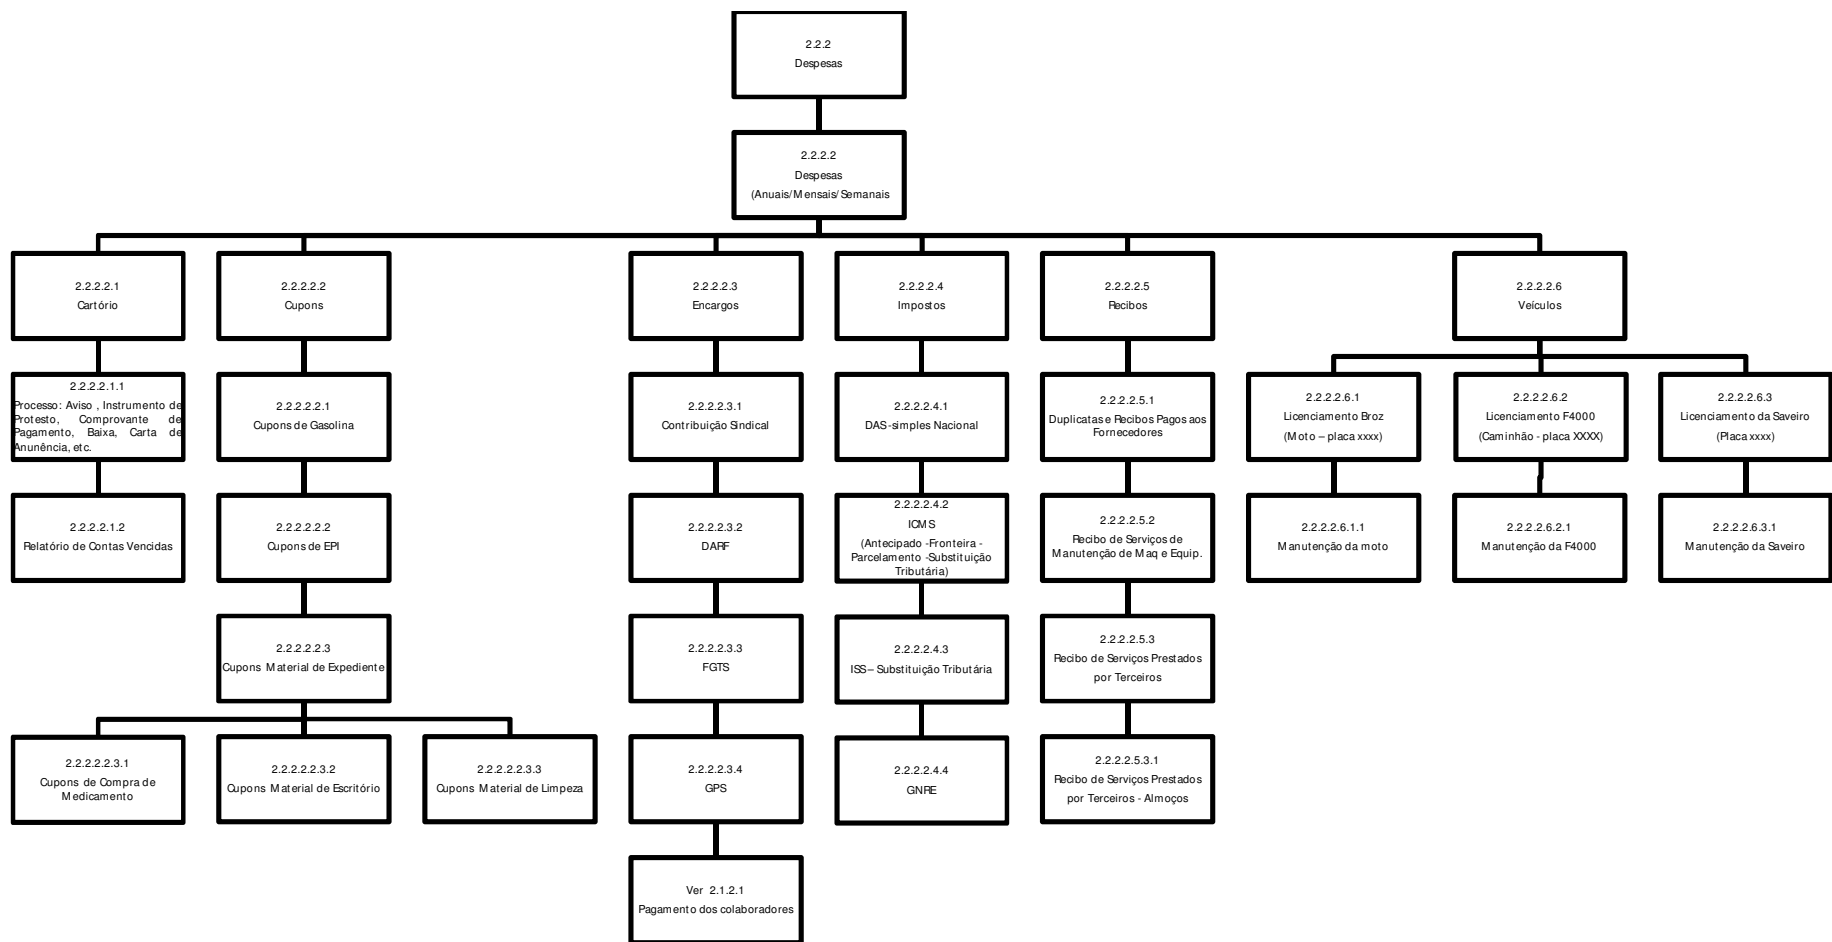 2.2.2
Despesas
2.2.2.2
Despesas
(Anuais/Mensais/Semanais
2.2.2.2.1
Cartório
2.2.2.2.2
Cupons
2.2.2.2.3
Encargos
2.2.2.2.4
Impostos
2.2.2.2.5
Recibos
2.2.2.2.6
Veículos
2.2.2.2.1.1
Processo: Aviso , Instrumento de
Protesto, Comprovante de
Pagamento, Baixa, Carta de
Anunência, etc.
2.2.2.2.2.1
Cupons de Gasolina
2.2.2.2.3.1
Contribuição Sindical
2.2.2.2.4.1
DAS-simples Nacional
2.2.2.2.5.1
Duplicatas e Recibos Pagos aos
Fornecedores
2.2.2.2.6.1
Licenciamento Broz
(Moto – placa xxxx)
2.2.2.2.6.2
Licenciamento F4000
(Caminhão - placa XXXX)
2.2.2.2.6.3
Licenciamento da Saveiro
(Placa xxxx)
2.2.2.2.1.2
Relatório de Contas Vencidas
2.2.2.2.2.2
Cupons de EPI
2.2.2.2.3.2
DARF
2.2.2.2.4.2
ICMS
(Antecipado -Fronteira -
Parcelamento -Substituição
Tributária)
2.2.2.2.5.2
Recibo de Serviços de
Manutenção de Maq e Equip.
2.2.2.2.6.1.1
Manutenção da moto
2.2.2.2.6.2.1
Manutenção da F4000
2.2.2.2.6.3.1
Manutenção da Saveiro
2.2.2.2.2.3
Cupons Material de Expediente
2.2.2.2.3.3
FGTS
2.2.2.2.4.3
ISS– Substituição Tributária
2.2.2.2.5.3
Recibo de Serviços Prestados
por Terceiros
2.2.2.2.2.3.1
Cupons de Compra de
Medicamento
2.2.2.2.2.3.2
Cupons Material de Escritório
2.2.2.2.2.3.3
Cupons Material de Limpeza
2.2.2.2.3.4
GPS
2.2.2.2.4.4
GNRE
2.2.2.2.5.3.1
Recibo de Serviços Prestados
por Terceiros - Almoços
Ver 2.1.2.1
Pagamento dos colaboradores